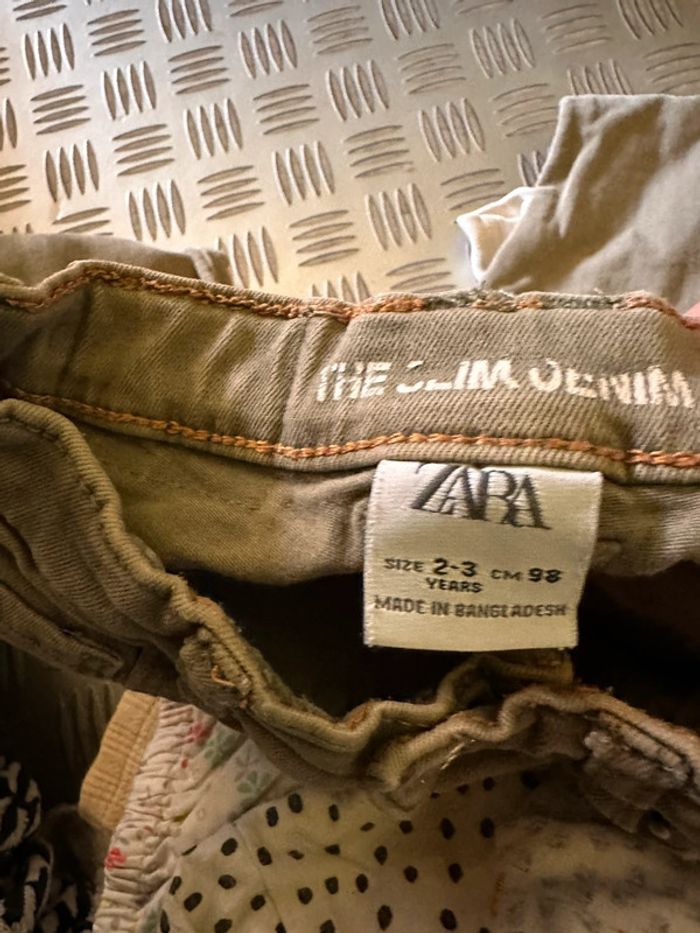 THE SLIM DENIM
ZARA
SIZE 2-3 CM 98
YEARS
MADE IN BANGLADESH